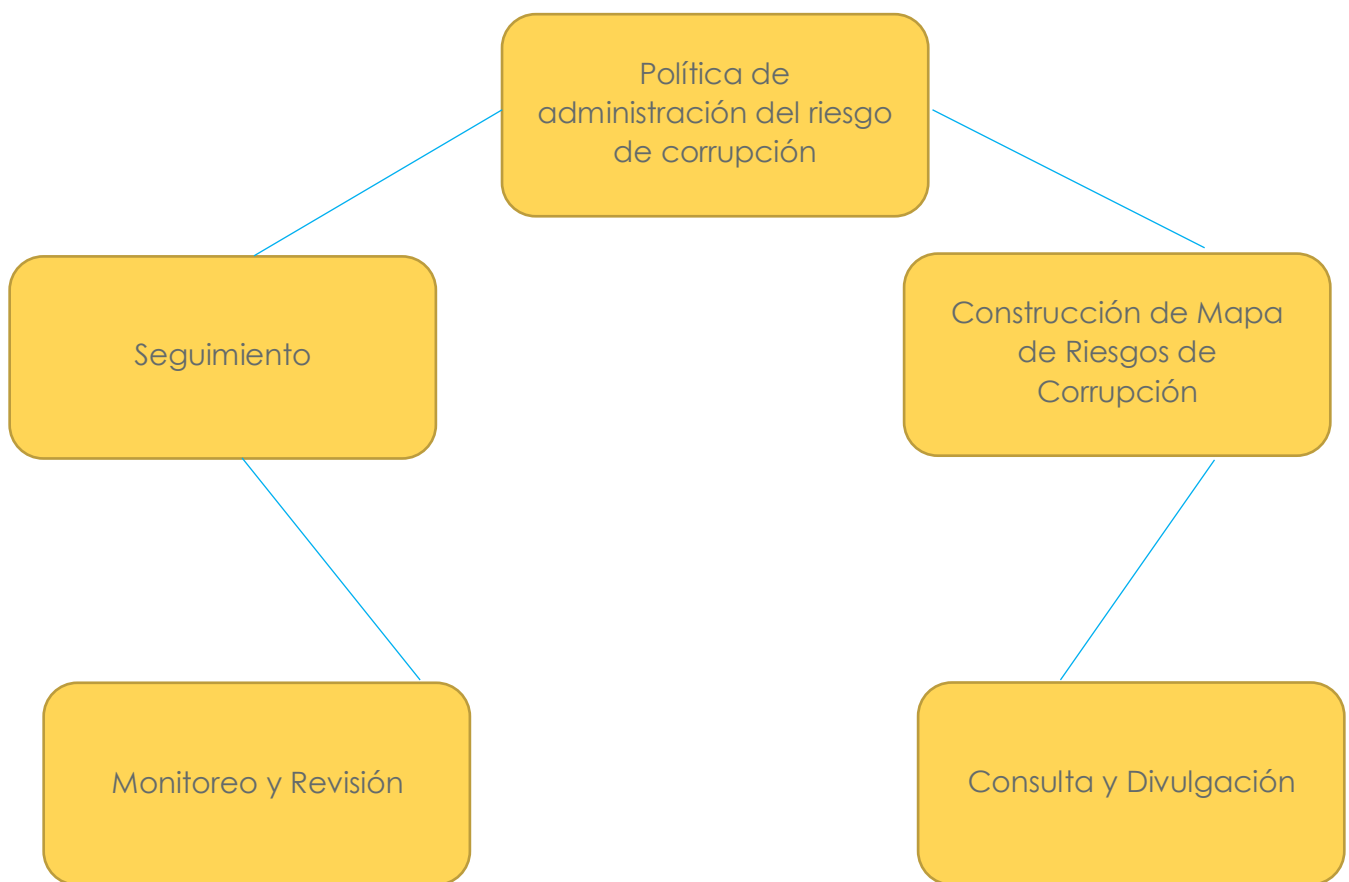 Política de
administración del riesgo
de corrupción
Seguimiento
Construcción de Mapa
de Riesgos de
Corrupción
Monitoreo y Revisión
Consulta y Divulgación